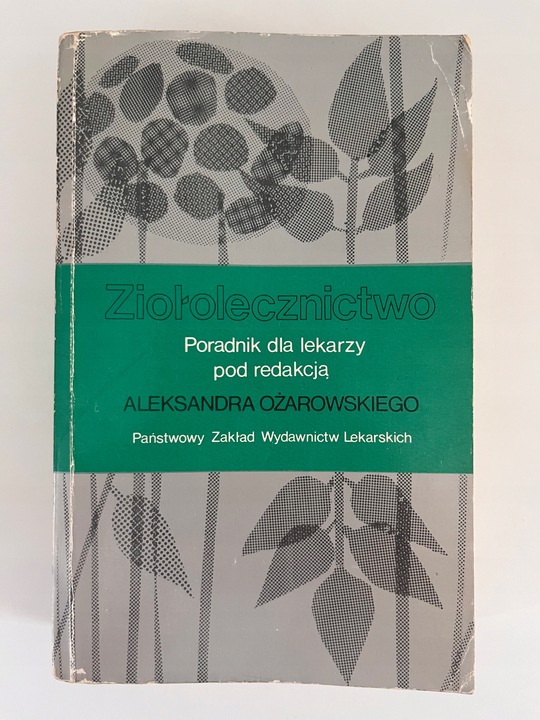 Ziołolecznictwo
Poradnik dla lekarzy
pod redakcją
ALEKSANDRA OŻAROWSKIEGO
Państwowy Zakład Wydawnictw Lekarskich